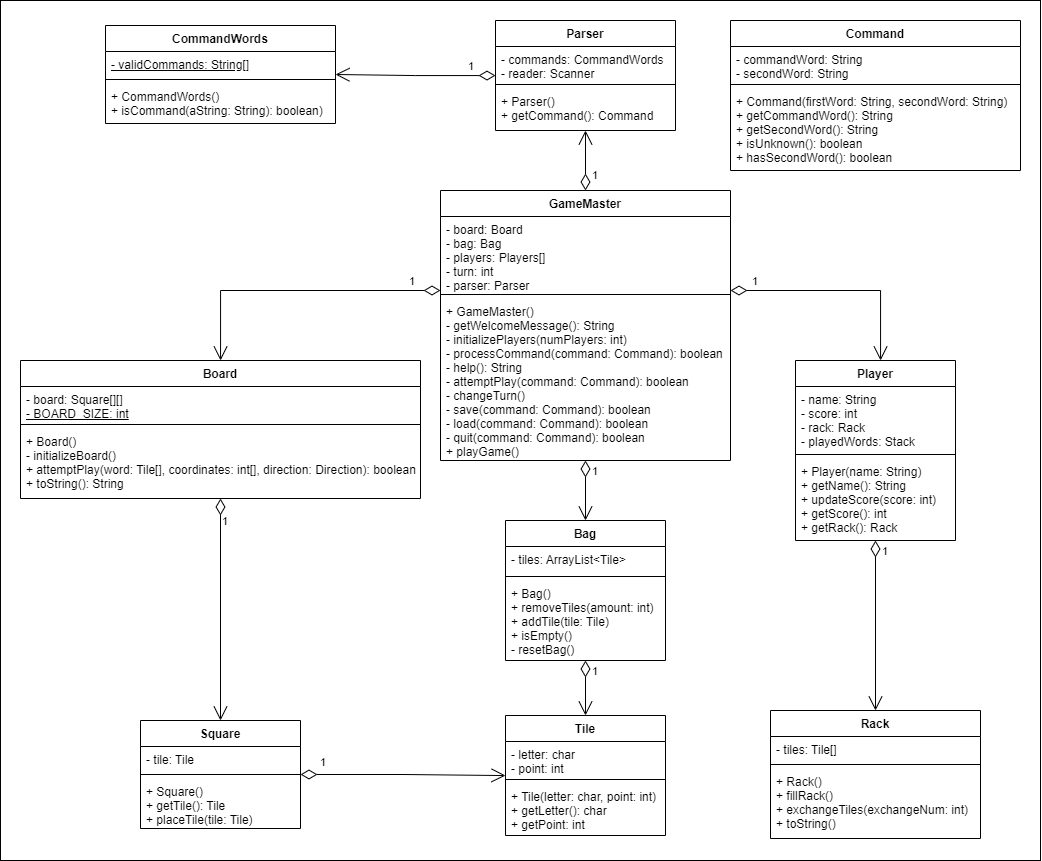 CommandWords
- validCommands: String[]
+ CommandWords()
+ isCommand(aString: String): boolean)
1
Parser
- commands: CommandWords
- reader: Scanner
+ Parser()
+ getCommand(): Command
Command
- commandWord: String
- secondWord: String
+ Command(firstWord: String, secondWord: String)
+ getCommandWord(): String
+ getSecondWord(): String
+ isUnknown(): boolean
+ hasSecondWord(): boolean
1
GameMaster
- board: Board
- bag: Bag
- players: Players[]
- turn: int
- parser: Parser
+ GameMaster()
- getWelcomeMessage(): String
- initializePlayers(numPlayers: int)
- processCommand(command: Command): boolean
- help(): String
- attemptPlay(command: Command): boolean
- changeTurn()
- save(command: Command): boolean
- load(command: Command): boolean
- quit(command: Command): boolean
+ playGame()
1
1
1
Board
- board: Square[][]
- BOARD_SIZE: int
+ Board()
- initializeBoard()
+ attemptPlay(word: Tile[], coordinates: int[], direction: Direction): boolean
+ toString(): String
1
Player
- name: String
- score: int
- rack: Rack
- playedWords: Stack
+ Player(name: String)
+ getName(): String
+ updateScore(score: int)
+ getScore(): int
+ getRack(): Rack
1
Bag
- tiles: ArrayList<Tile>
+ Bag()
+ removeTiles(amount: int)
+ addTile(tile: Tile)
+ isEmpty()
- resetBag()
1
Square
- tile: Tile
+ Square()
+ getTile(): Tile
+ placeTile(tile: Tile)
1
Tile
- letter: char
- point: int
+ Tile(letter: char, point: int)
+ getLetter(): char
+ getPoint: int
Rack
- tiles: Tile[]
+ Rack()
+ fillRack()
+ exchangeTiles(exchangeNum: int)
+ toString()